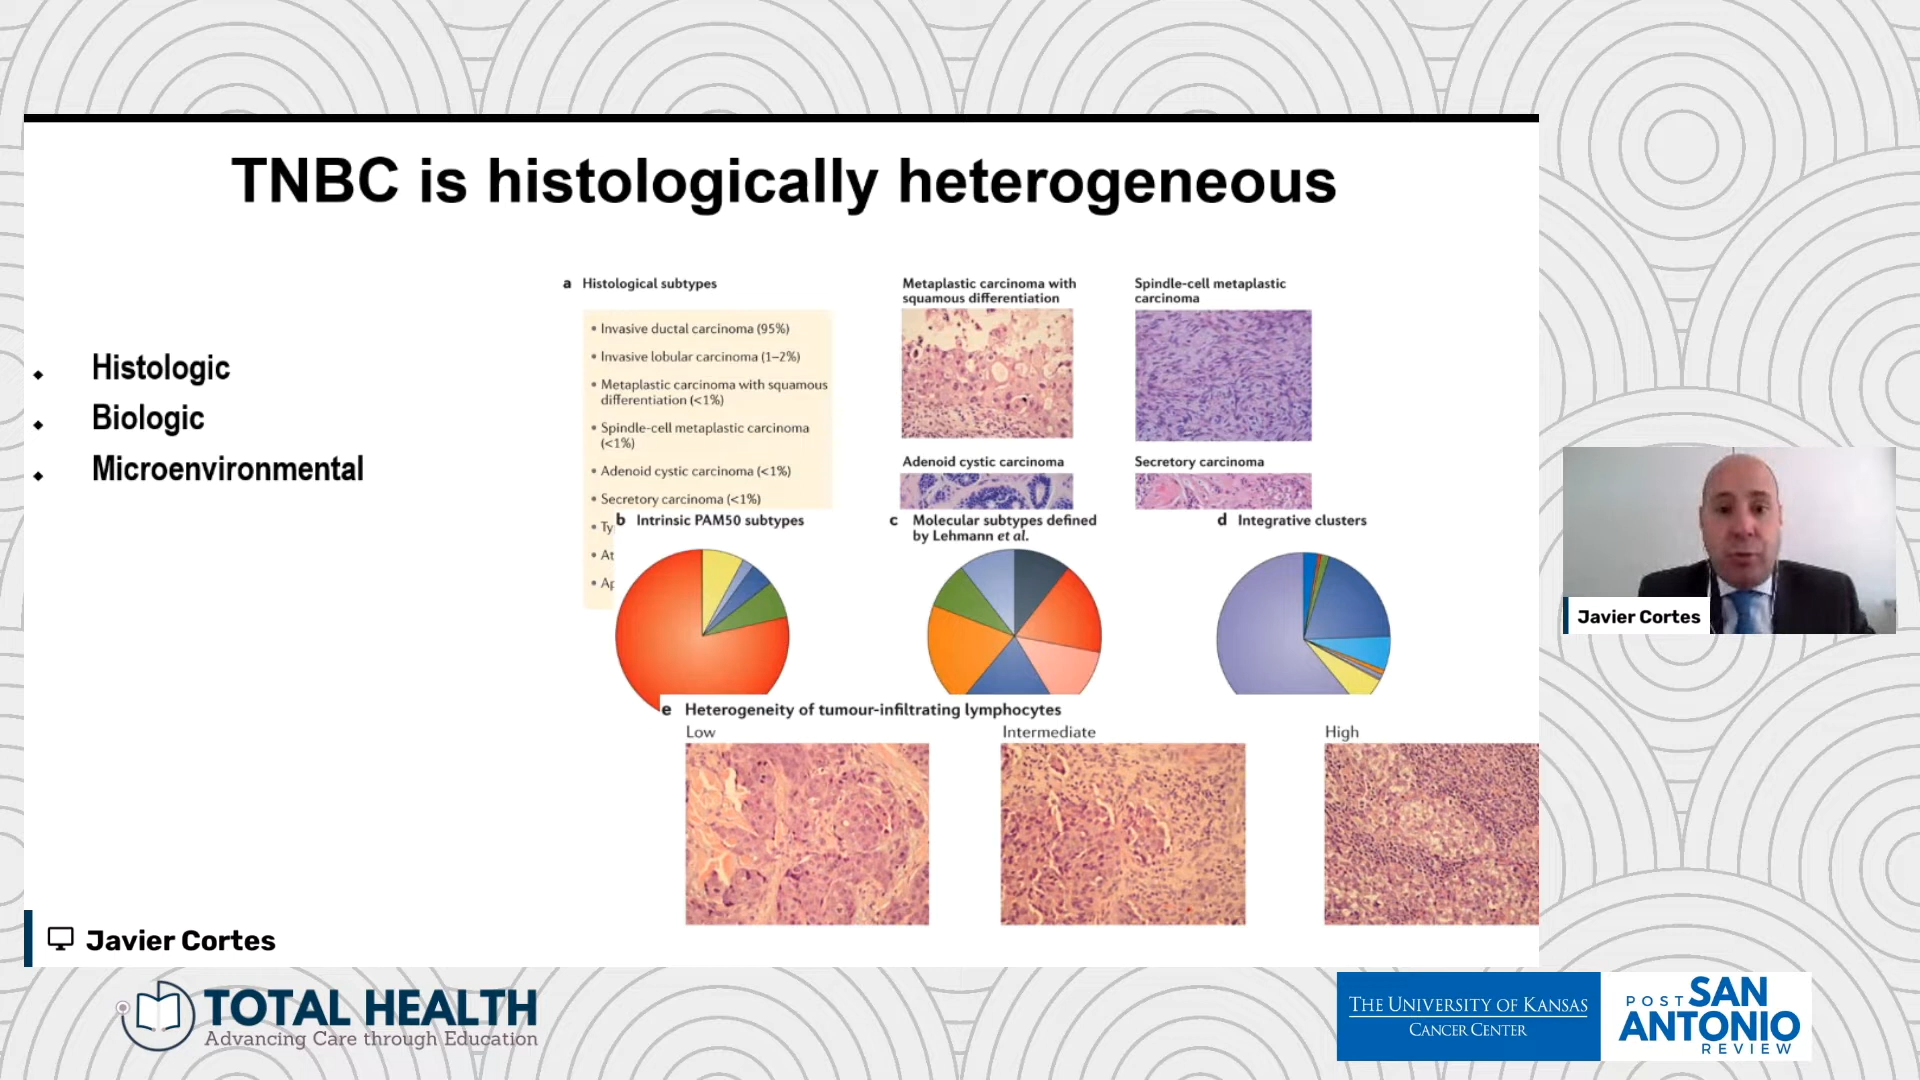 TNBC is histologically heterogeneous
Histologic
Biologic
Microenvironmental
a Histological subtypes
• Invasive ductal carcinoma (95%)
• Invasive lobular carcinoma (1–2%)
• Metaplastic carcinoma with squamous
differentiation (<1%)
• Spindle-cell metaplastic carcinoma
(<1%)
• Adenoid cystic carcinoma (<1%)
• Secretory carcinoma (<1%)
• Ty
• At
• Ap
Metaplastic carcinoma with
squamous differentiation
Spindle-cell metaplastic
carcinoma
Adenoid cystic carcinoma
Secretory carcinoma
b Intrinsic PAM50 subtypes
c Molecular subtypes defined
by Lehmann et al.
d Integrative clusters
e Heterogeneity of tumour-infiltrating lymphocytes
Low
Intermediate
High
Javier Cortes
Javier Cortes
TOTAL HEALTH
Advancing Care through Education
THE UNIVERSITY OF KANSAS
CANCER CENTER
POST SAN
ANTONIO
REVIEW